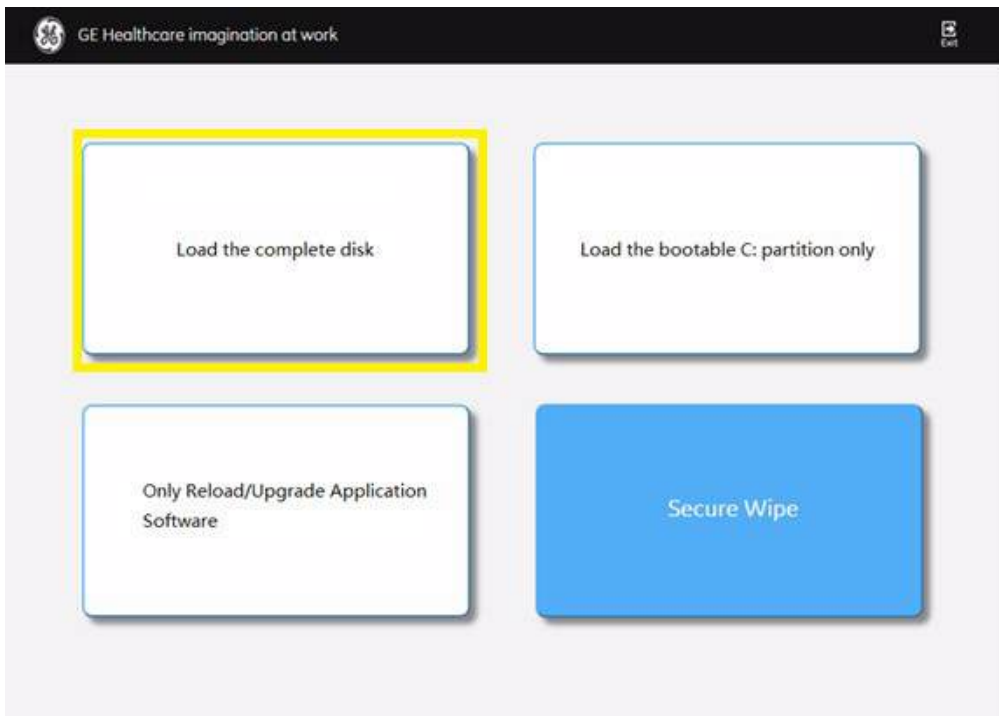 GE Healthcare imagination at work
Exit
Load the complete disk
Load the bootable C: partition only
Only Reload/Upgrade Application
Software
Secure Wipe